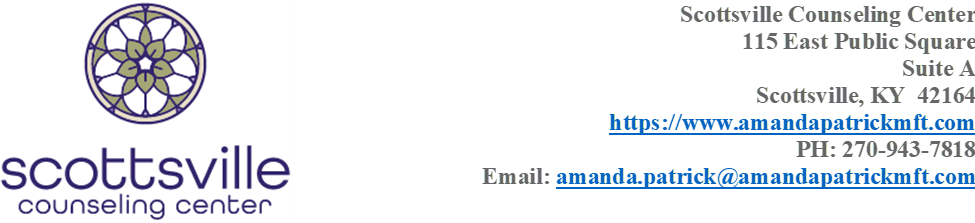 scottsville
counseling center
Scottsville Counseling Center
115 East Public Square
Suite A
Scottsville, KY  42164
https://www.amandapatrickmft.com
PH: 270-943-7818
Email: amanda.patrick@amandapatrickmft.com